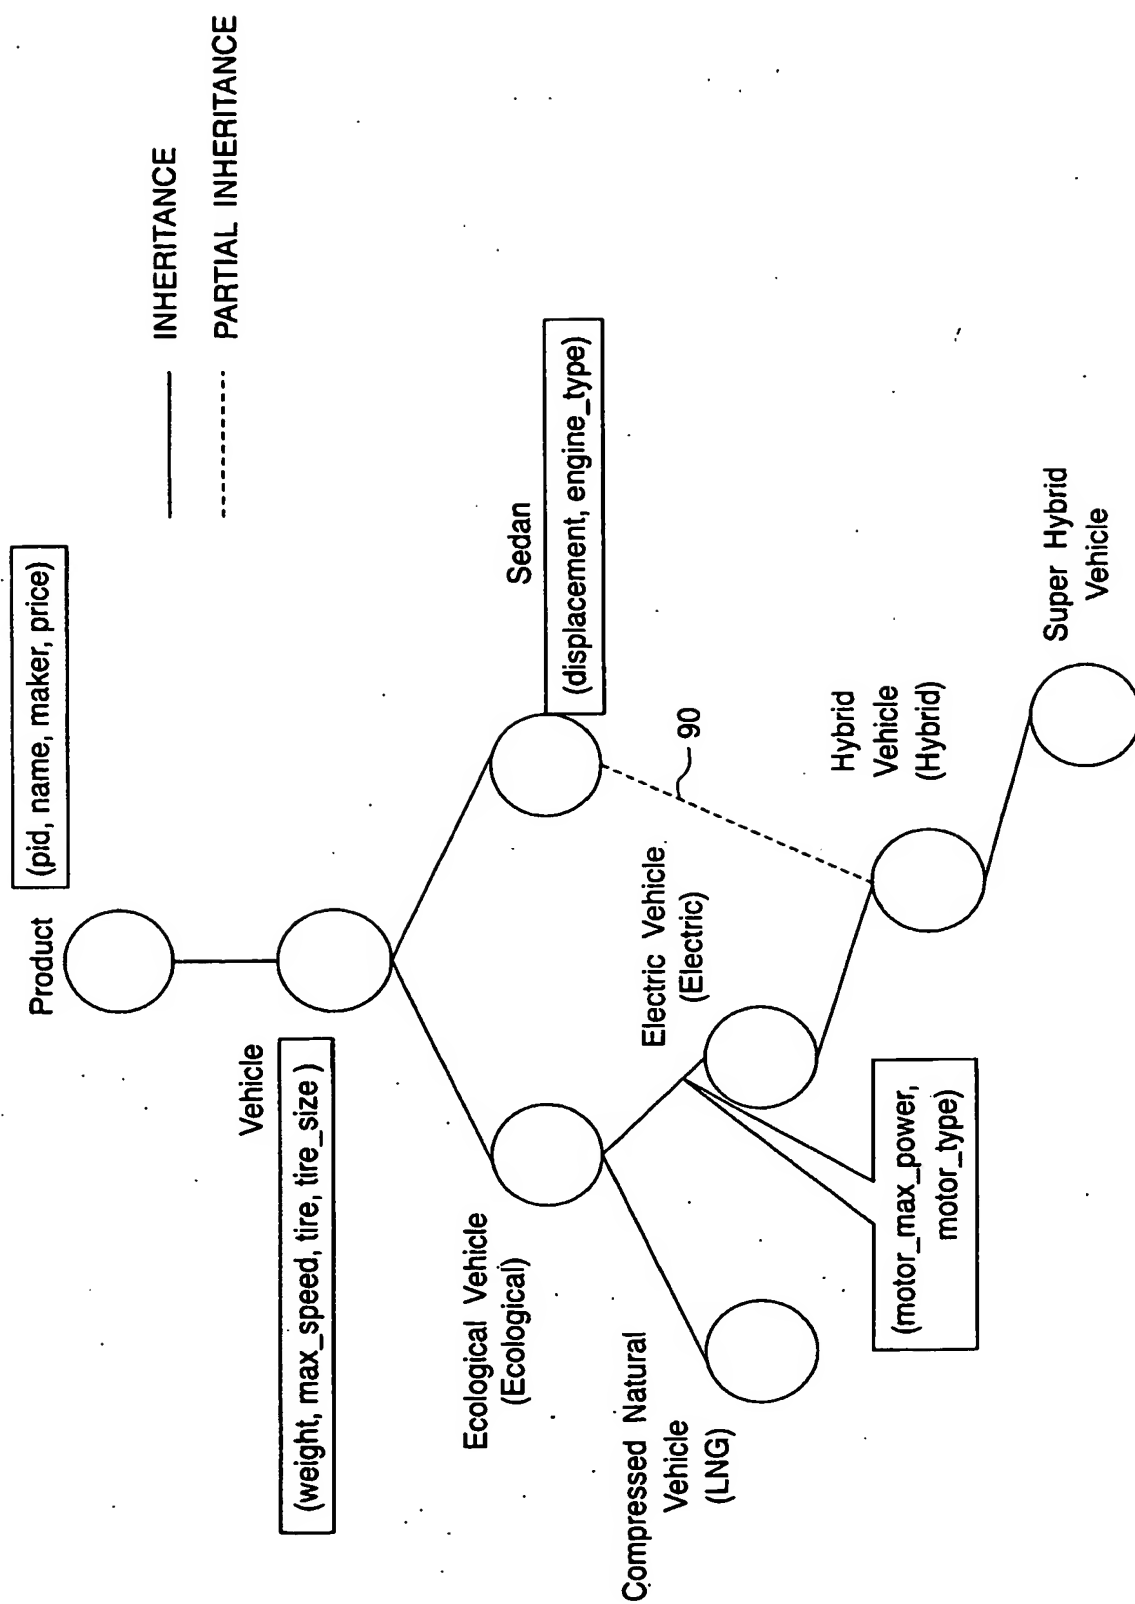 Product
(pid, name, maker, price)
INHERITANCE
PARTIAL INHERITANCE
Vehicle
(weight, max_speed, tire, tire_size )
Ecological Vehicle
(Ecological)
Sedan
(displacement, engine_type)
90
Compressed Natural
Vehicle
(LNG)
Electric Vehicle
(Electric)
Hybrid
Vehicle
(Hybrid)
(motor_max_power,
motor_type)
Super Hybrid
Vehicle